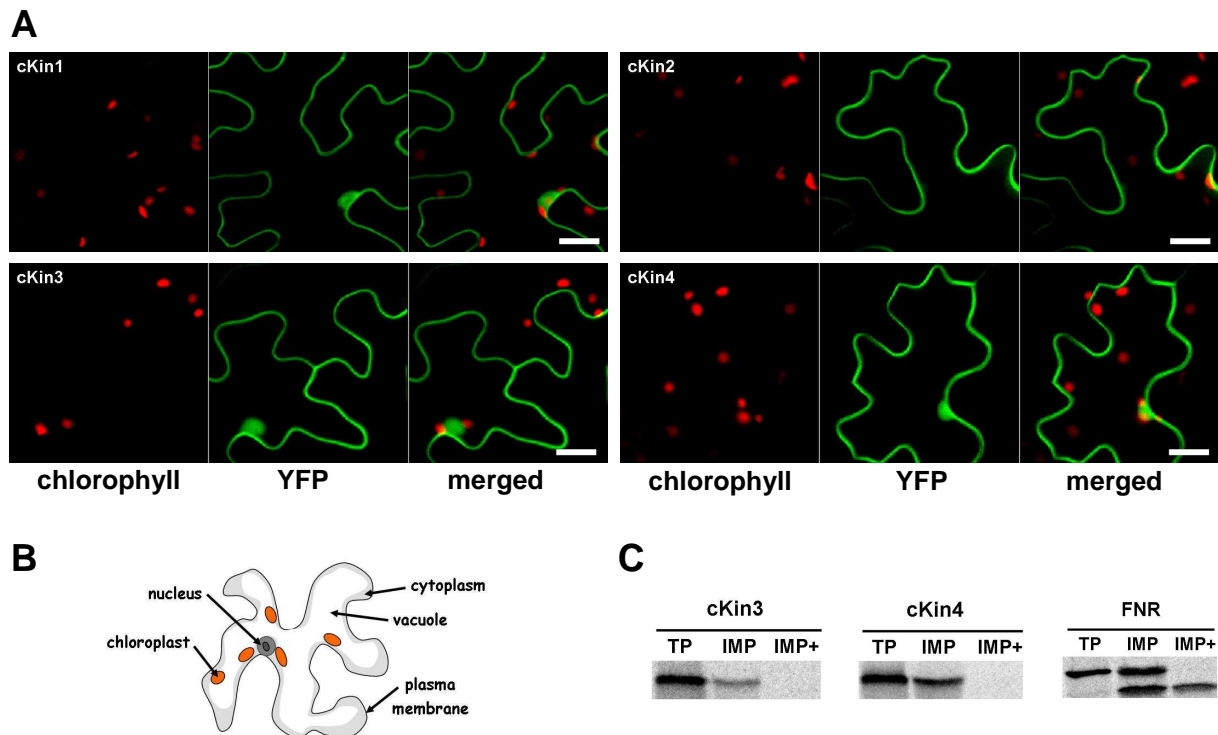 A
cKin1
cKin2
cKin3
cKin4
chlorophyll YFP merged
chlorophyll YFP merged
B
nucleus
chloroplast
cytoplasm
vacuole
plasma
membrane
C
cKin3
TP IMP IMP+
cKin4
TP IMP IMP+
FNR
TP IMP IMP+